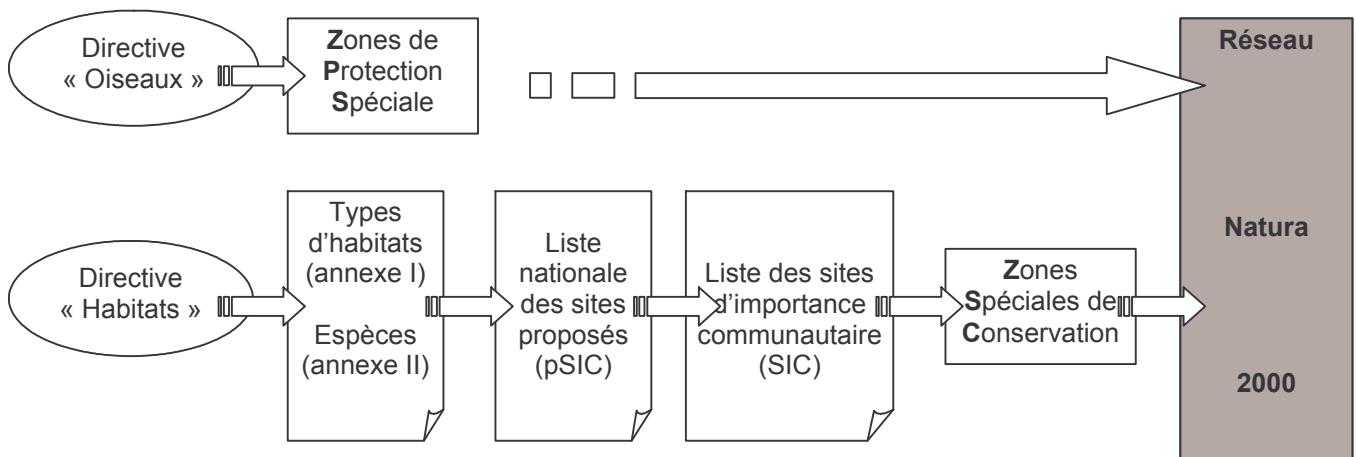 Directive
« Oiseaux »
Zones de
Protection
Spéciale
Réseau
Natura
2000
Directive
« Habitats »
Types
d’habitats
(annexe I)
Espèces
(annexe II)
Liste
nationale
des sites
proposés
(pSIC)
Liste des sites
d’importance
communautaire
(SIC)
Zones
Spéciales de
Conservation